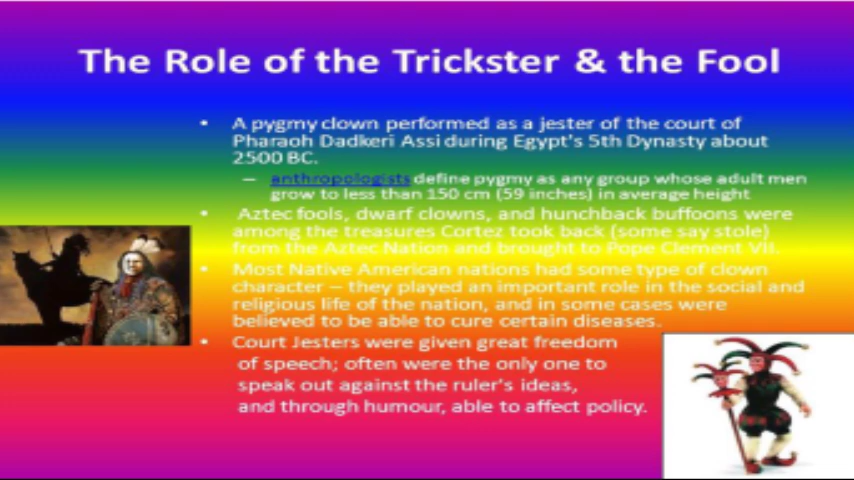 The Role of the Trickster & the Fool
• A pygmy clown performed as a jester of the court of
Pharaoh Dadkeri Assi during Egypt's 5th Dynasty about
2500 BC.
– anthropologists define pygmy as any group whose adult men
grow to less than 150 cm (59 inches) in average height
• Aztec fools, dwarf clowns, and hunchback buffoons were
among the treasures Cortez took back (some say stole)
from the Aztec Nation and brought to Pope Clement VII.
• Most Native American nations had some type of clown
character – they played an important role in the social and
religious life of the nation, and in some cases were
believed to be able to cure certain diseases.
• Court Jesters were given great freedom
of speech; often were the only one to
speak out against the ruler's ideas,
and through humour, able to affect policy.